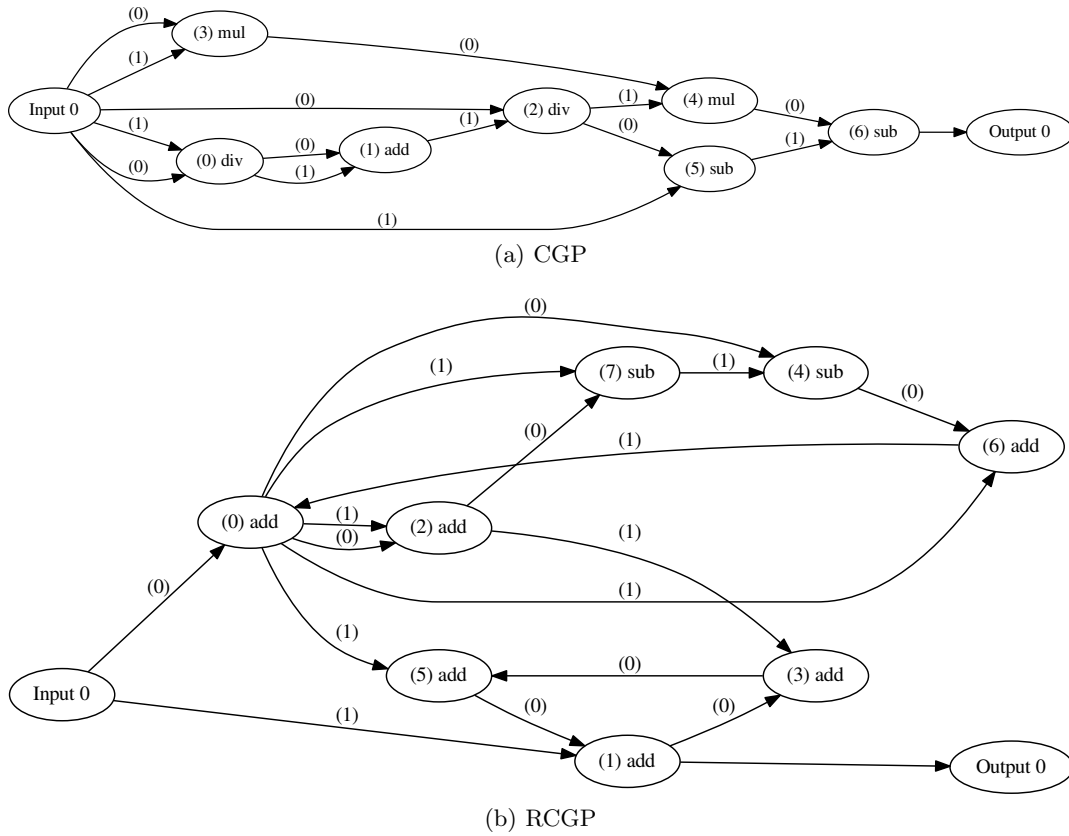 (0)
(3) mul
(0)
(1)
(4) mul
(1)
(0)
Input 0
(0)
(2) div
(6) sub
Output 0
(1)
(1)
(0) div
(0)
(1) add
(0)
(1)
(0)
(1)
(5) sub
(1)
(a) CGP
(0)
(1)
(7) sub
(1)
(4) sub
(0)
(0)
(1)
(6) add
(0) add
(1)
(0)
(2) add
(1)
(0)
(1)
(1)
(5) add
(0)
(3) add
Input 0
(1)
(0)
(0)
(1) add
Output 0
(b) RCGP